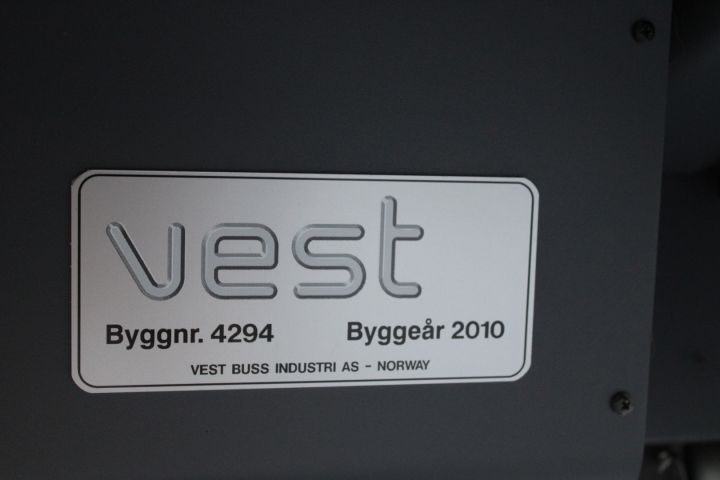 vest
Byggnr. 4294 Byggeår 2010
VEST BUSS INDUSTRI AS - NORWAY